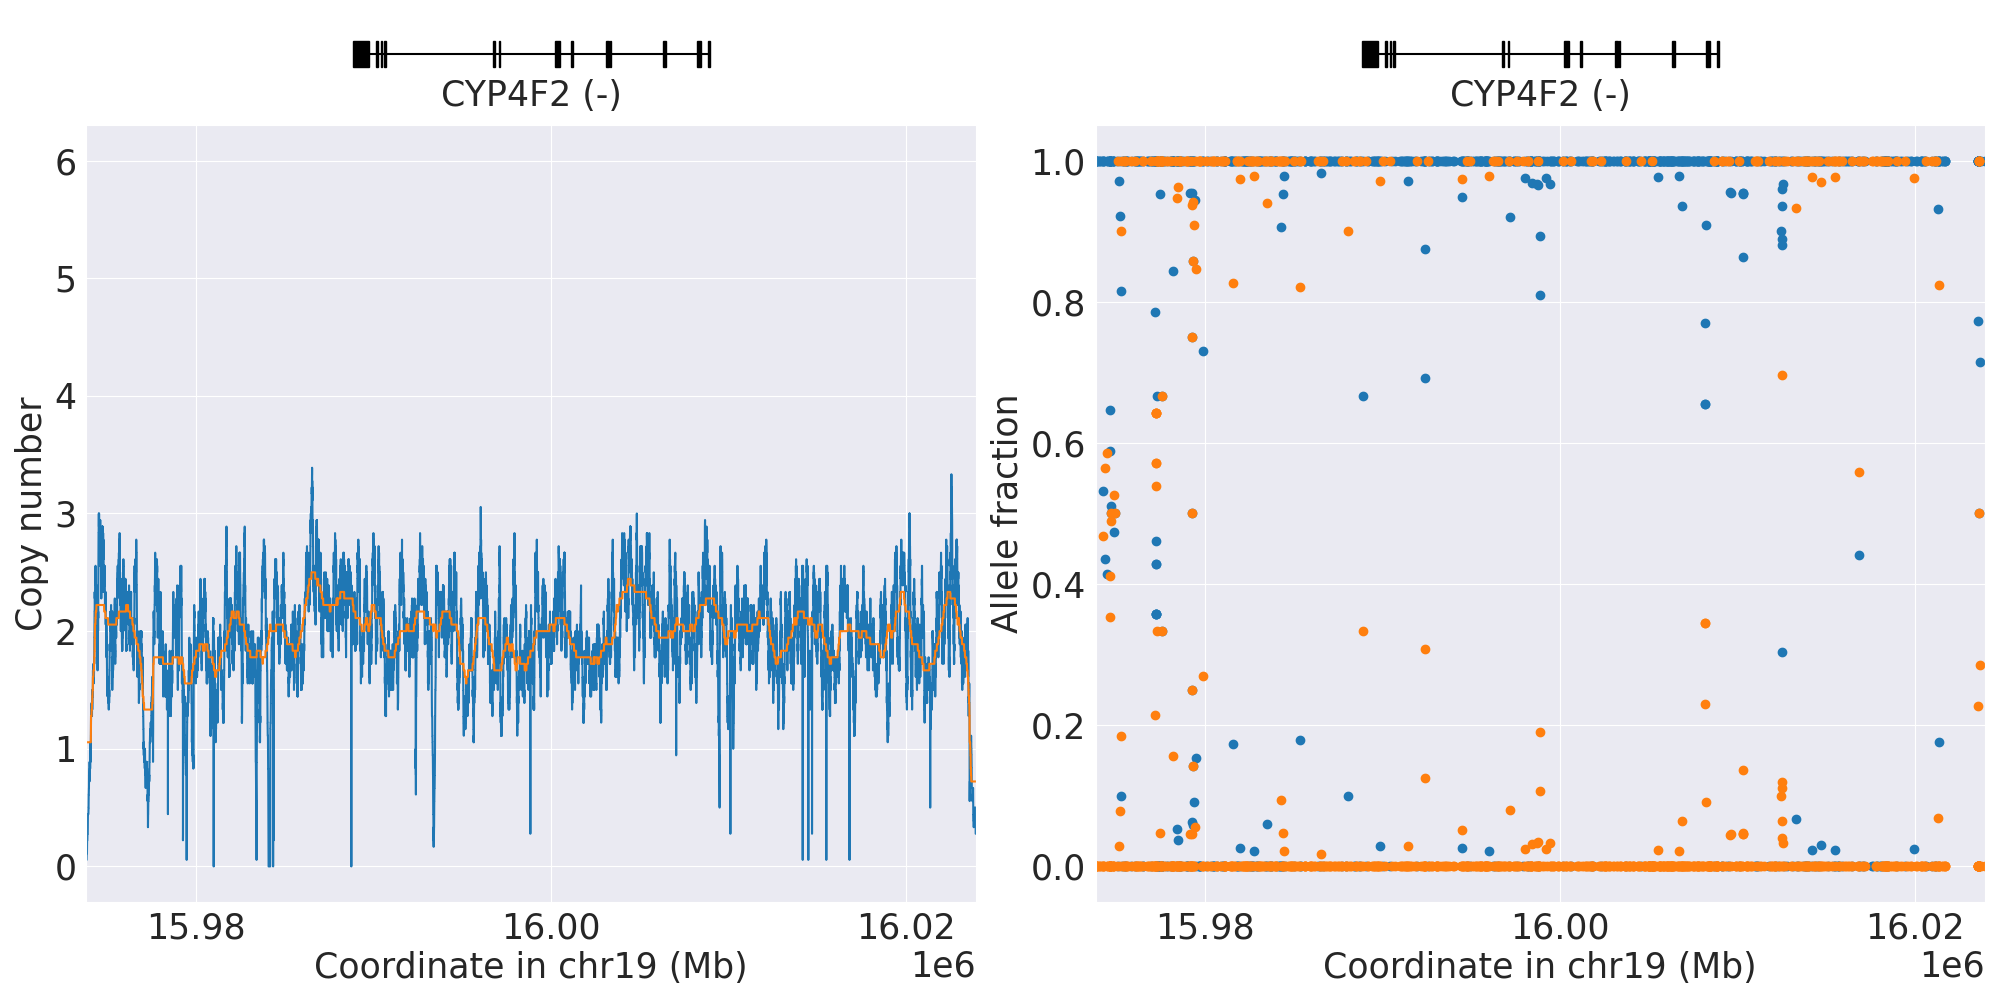 CYP4F2 (-)
6
5
4
3
2
1
0
Copy number
15.98
16.00
16.02
Coordinate in chr19 (Mb)
1e6
CYP4F2 (-)
1.0
0.8
0.6
0.4
0.2
0.0
Allele fraction
15.98
16.00
16.02
Coordinate in chr19 (Mb)
1e6